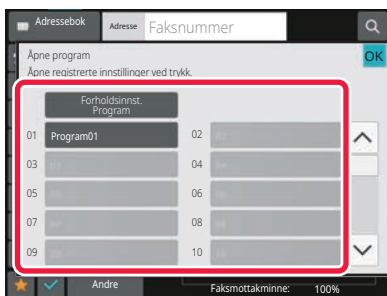 Adressebok Adresse Faksnummer
Åpne program OK
Åpne registrerte innstillinger ved trykk.
Forholdsinnst.
Program
01 Program01 02
03 04
05 06
07 08
09 10
Andre Faksmottakminne: 100%